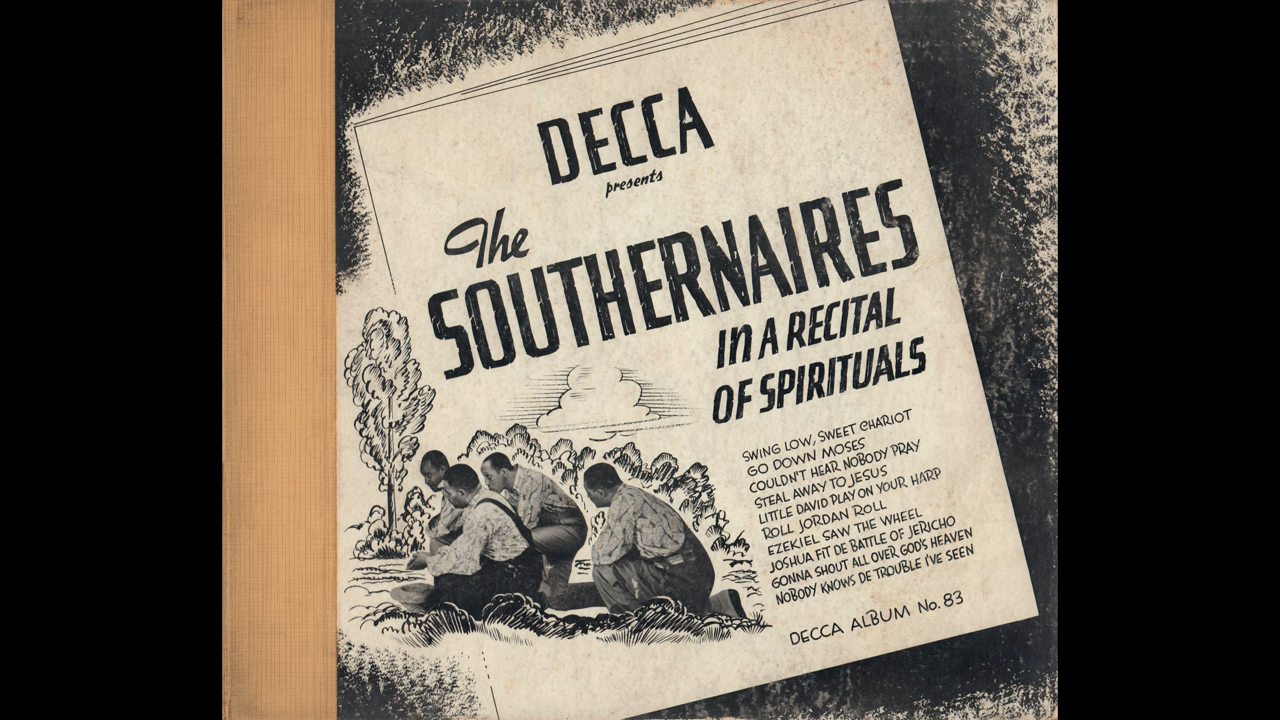 DECCA
presents
The
SOUTHERNAIRES
IN A RECITAL
OF SPIRITUALS
SWING LOW, SWEET CHARIOT
GO DOWN MOSES
COULDN'T HEAR NOBODY PRAY
STEAL AWAY TO JESUS
LITTLE DAVID PLAY ON YOUR HARP
ROLL JORDAN ROLL
EZEKIEL SAW THE WHEEL
JOSHUA FIT DE BATTLE OF JERICHO
GONNA SHOUT ALL OVER GOD'S HEAVEN
NOBODY KNOWS DE TROUBLE I'VE SEEN
DECCA ALBUM No. 83